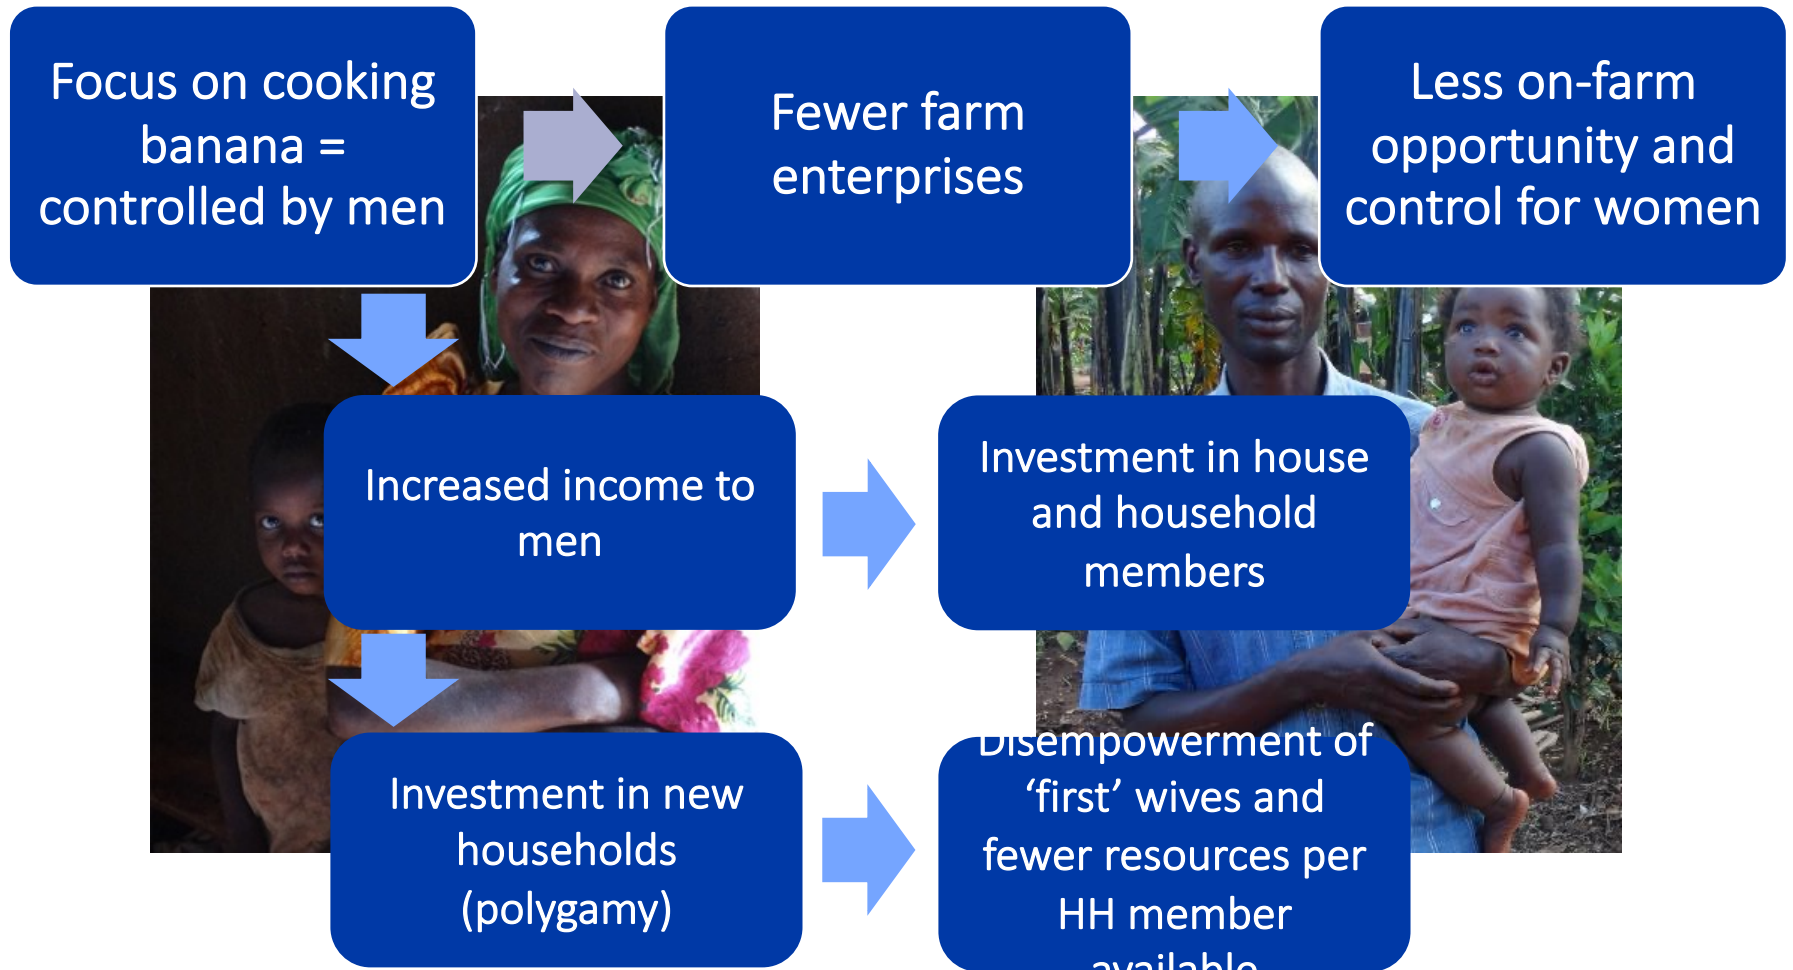 Focus on cooking
banana =
controlled by men
Fewer farm
enterprises
Less on-farm
opportunity and
control for women
Increased income to
men
Investment in house
and household
members
Investment in new
households
(polygamy)
Disempowerment of
‘first’ wives and
fewer resources per
HH member
available